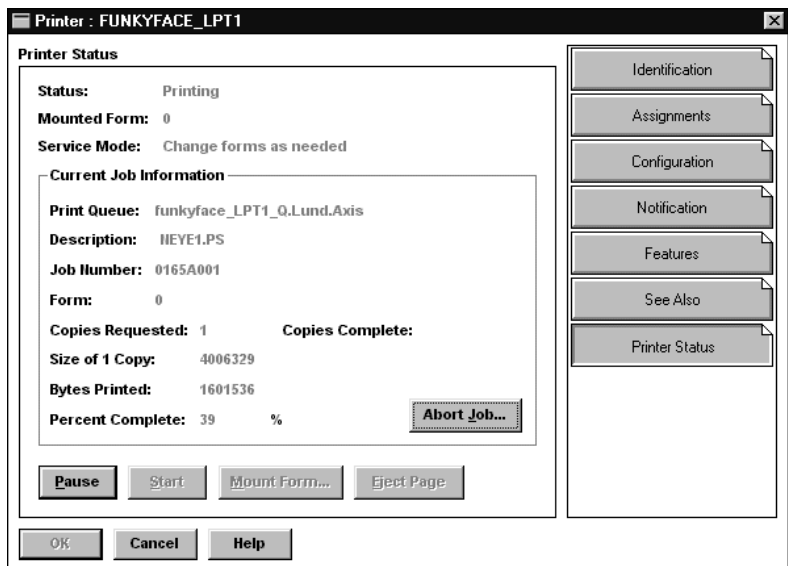 Printer : FUNKYFACE_LPT1
Printer Status
Status: Printing
Mounted Form: 0
Service Mode: Change forms as needed
Current Job Information
Print Queue: funkyface_LPT1_Q.Lund.Axis
Description: NEYE1.PS
Job Number: 0165A001
Form: 0
Copies Requested: 1 Copies Complete:
Size of 1 Copy: 4006329
Bytes Printed: 1601536
Percent Complete: 39 %
Abort Job...
Pause Start Mount Form... Eject Page
OK Cancel Help
Identification
Assignments
Configuration
Notification
Features
See Also
Printer Status